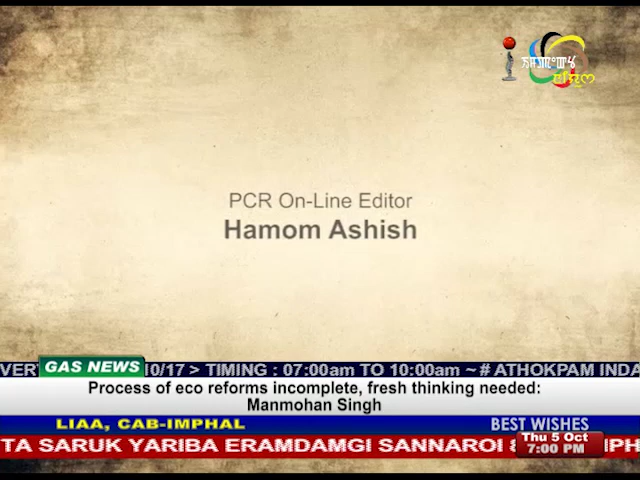 PCR On-Line Editor
Hamom Ashish
GAS NEWS
10/17 > TIMING : 07:00am TO 10:00am ~ # ATHOKPAM INDA
Process of eco reforms incomplete, fresh thinking needed:
Manmohan Singh
LIAA, CAB-IMPHAL
BEST WISHES
TA SARUK YARIBA ERAMDAMGI SANNAROI
Thu 5 Oct
7:00 PM